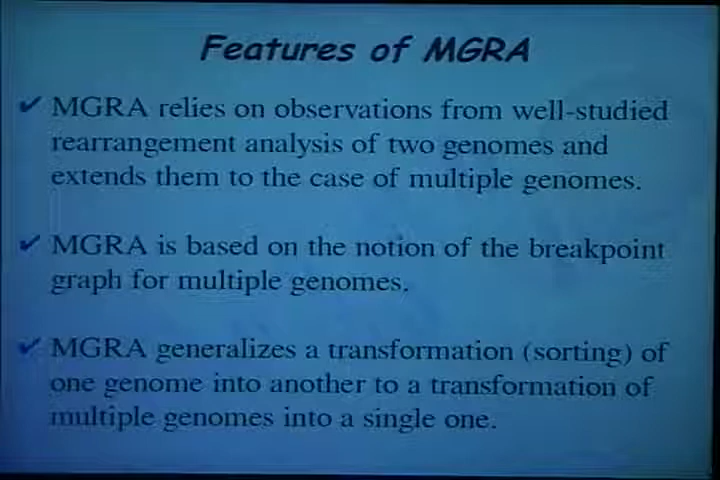 Features of MGRA
✔ MGRA relies on observations from well-studied
rearrangement analysis of two genomes and
extends them to the case of multiple genomes.
✔ MGRA is based on the notion of the breakpoint
graph for multiple genomes.
✔ MGRA generalizes a transformation (sorting) of
one genome into another to a transformation of
multiple genomes into a single one.